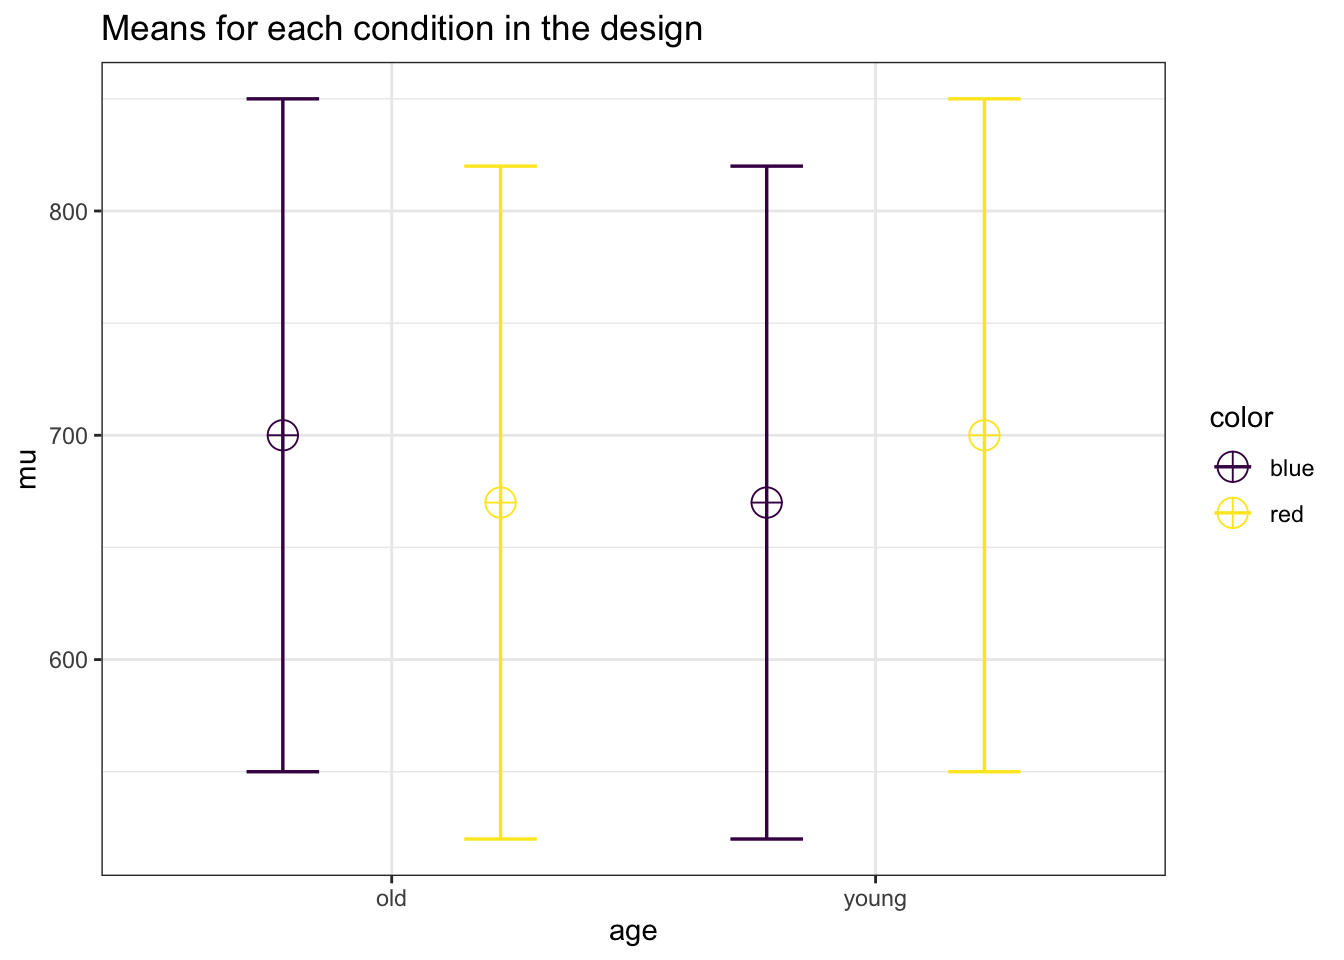 Means for each condition in the design
800
700
600
mu
old
young
age
color
blue
red